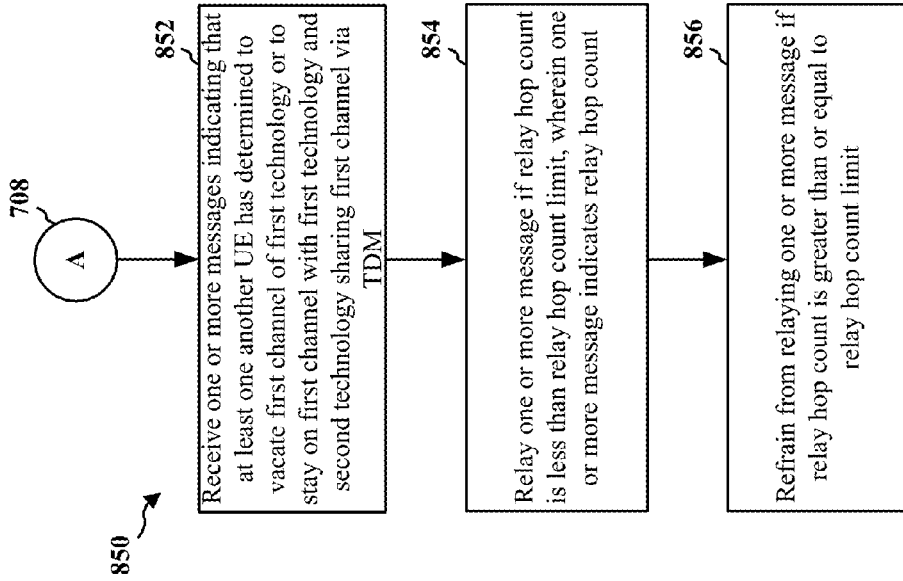 850
708
A
852
Receive one or more messages indicating that
at least one another UE has determined to
vacate first channel of first technology or to
stay on first channel with first technology and
second technology sharing first channel via
TDM
854
Relay one or more message if relay hop count
is less than relay hop count limit, wherein one
or more message indicates relay hop count
856
Refrain from relaying one or more message if
relay hop count is greater than or equal to
relay hop count limit